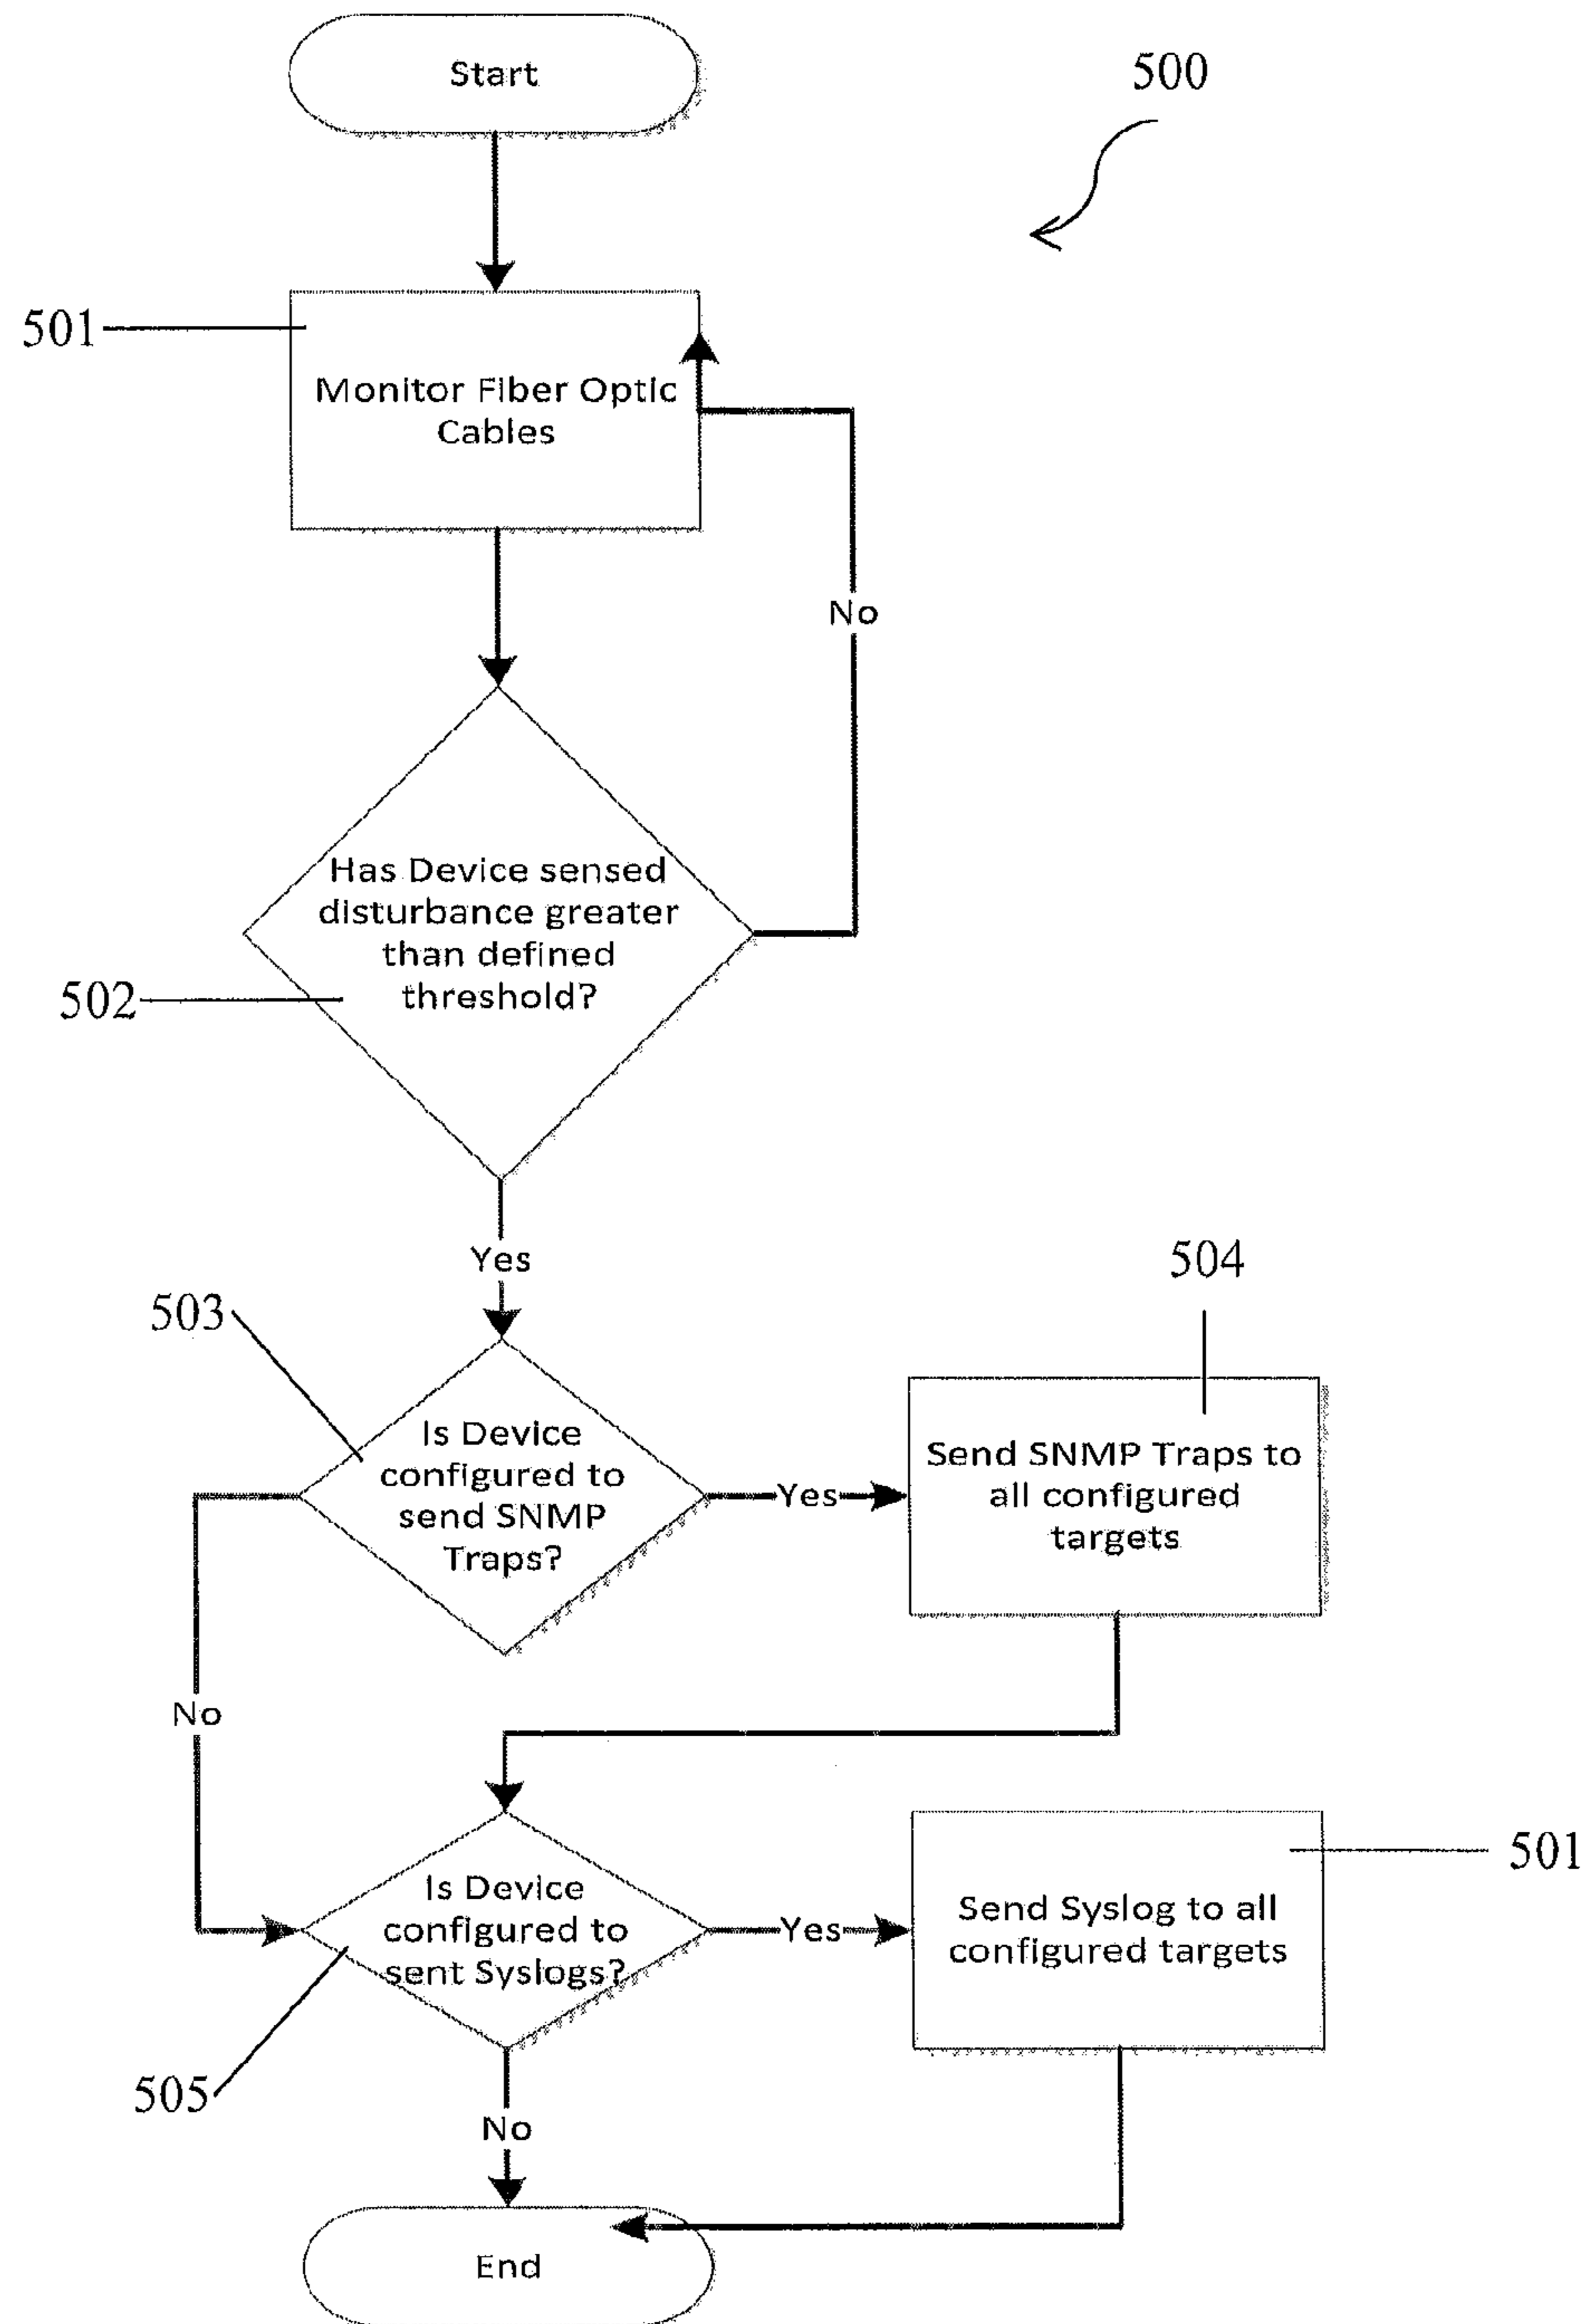 Start
500
501
Monitor Fiber Optic
Cables
No
Has Device sensed
disturbance greater
than defined
threshold?
502
Yes
503
504
Is Device
configured to
send SNMP
Traps?
Yes
Send SNMP Traps to
all configured
targets
No
Is Device
configured to
sent Syslogs?
Yes
Send Syslog to all
configured targets
501
505
No
End